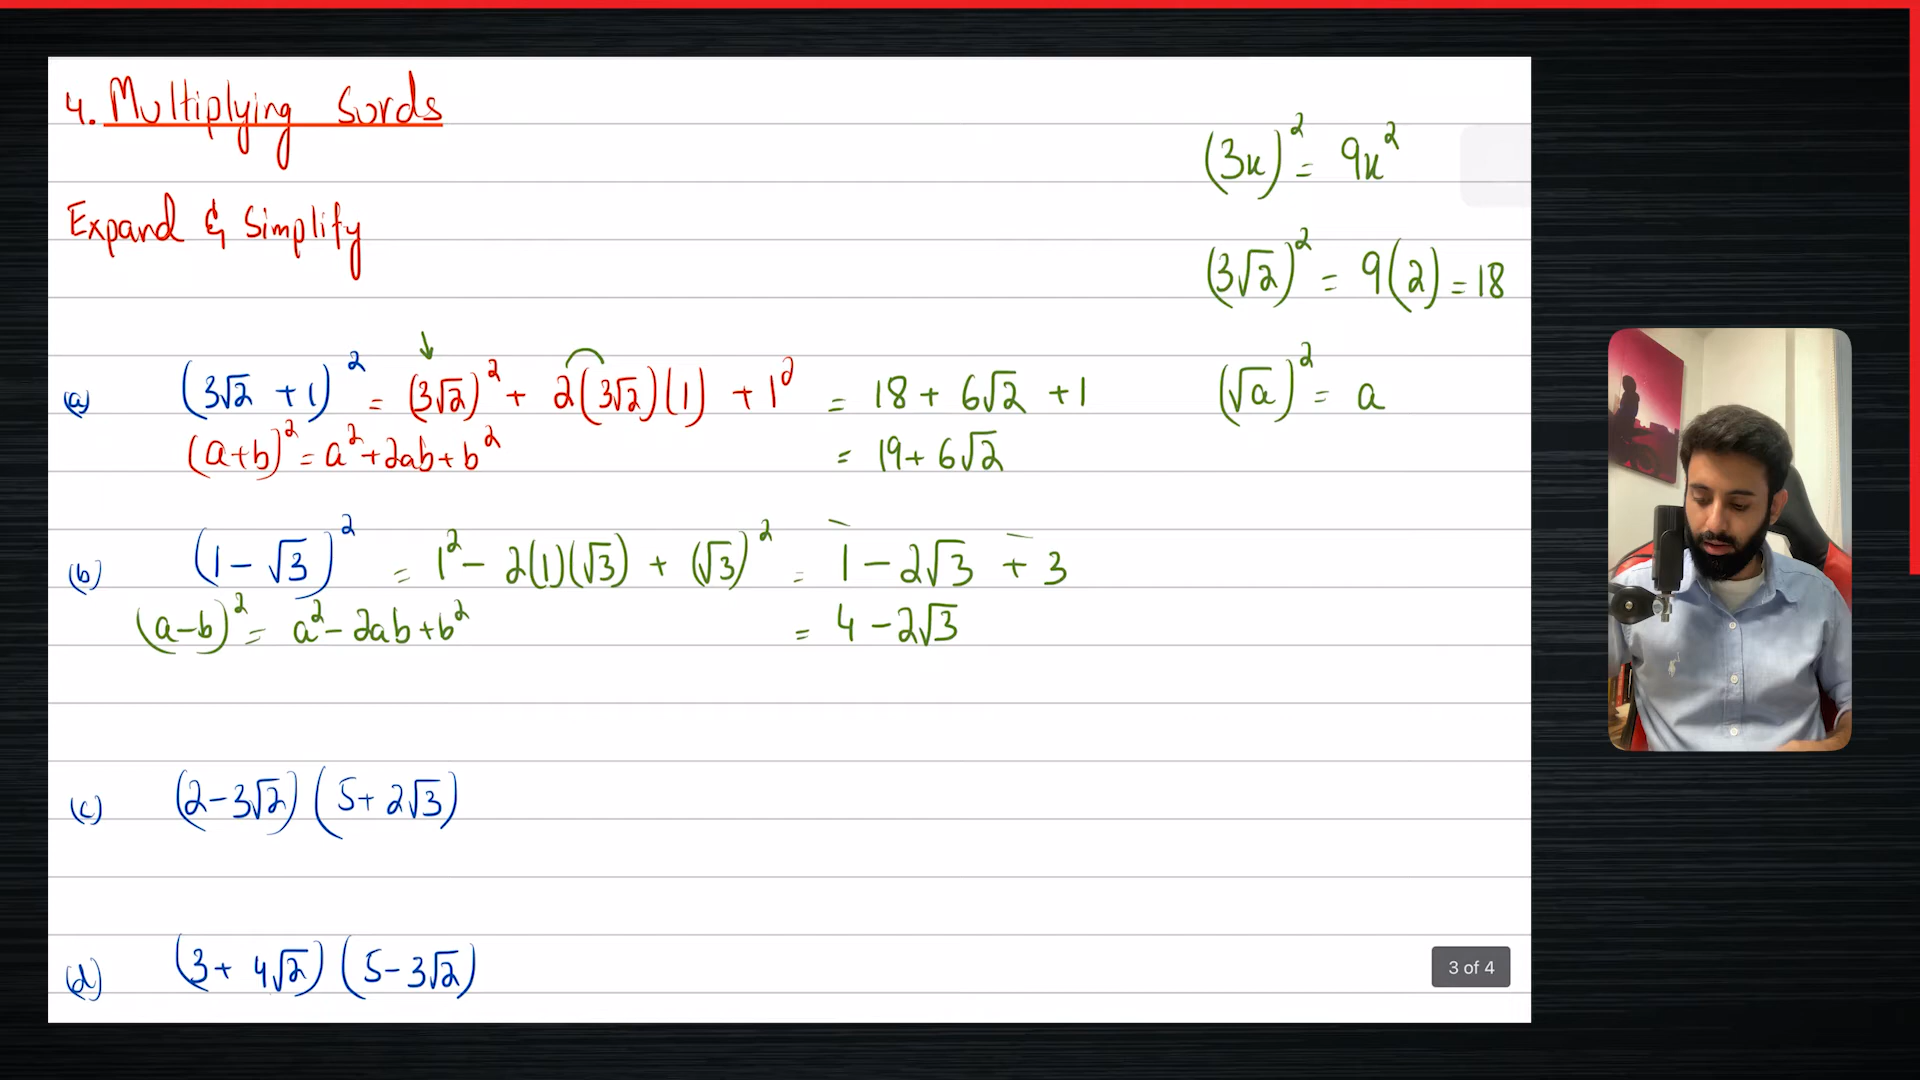 4. Multiplying Surds
(3x)² = 9x²
Expand & Simplify
(3√2)² = 9(2) = 18
(a) (3√2 + 1)² = (3√2)² + 2(3√2)(1) + 1² = 18 + 6√2 + 1
(√a)² = a
(a+b)² = a² + 2ab + b²
= 19 + 6√2
(b) (1 - √3)² = 1² - 2(1)(√3) + (√3)² = 1 - 2√3 + 3
(a-b)² = a² - 2ab + b²
= 4 - 2√3
(c) (2 - 3√2)(5 + 2√3)
(d) (3 + 4√2)(5 - 3√2)
3 of 4